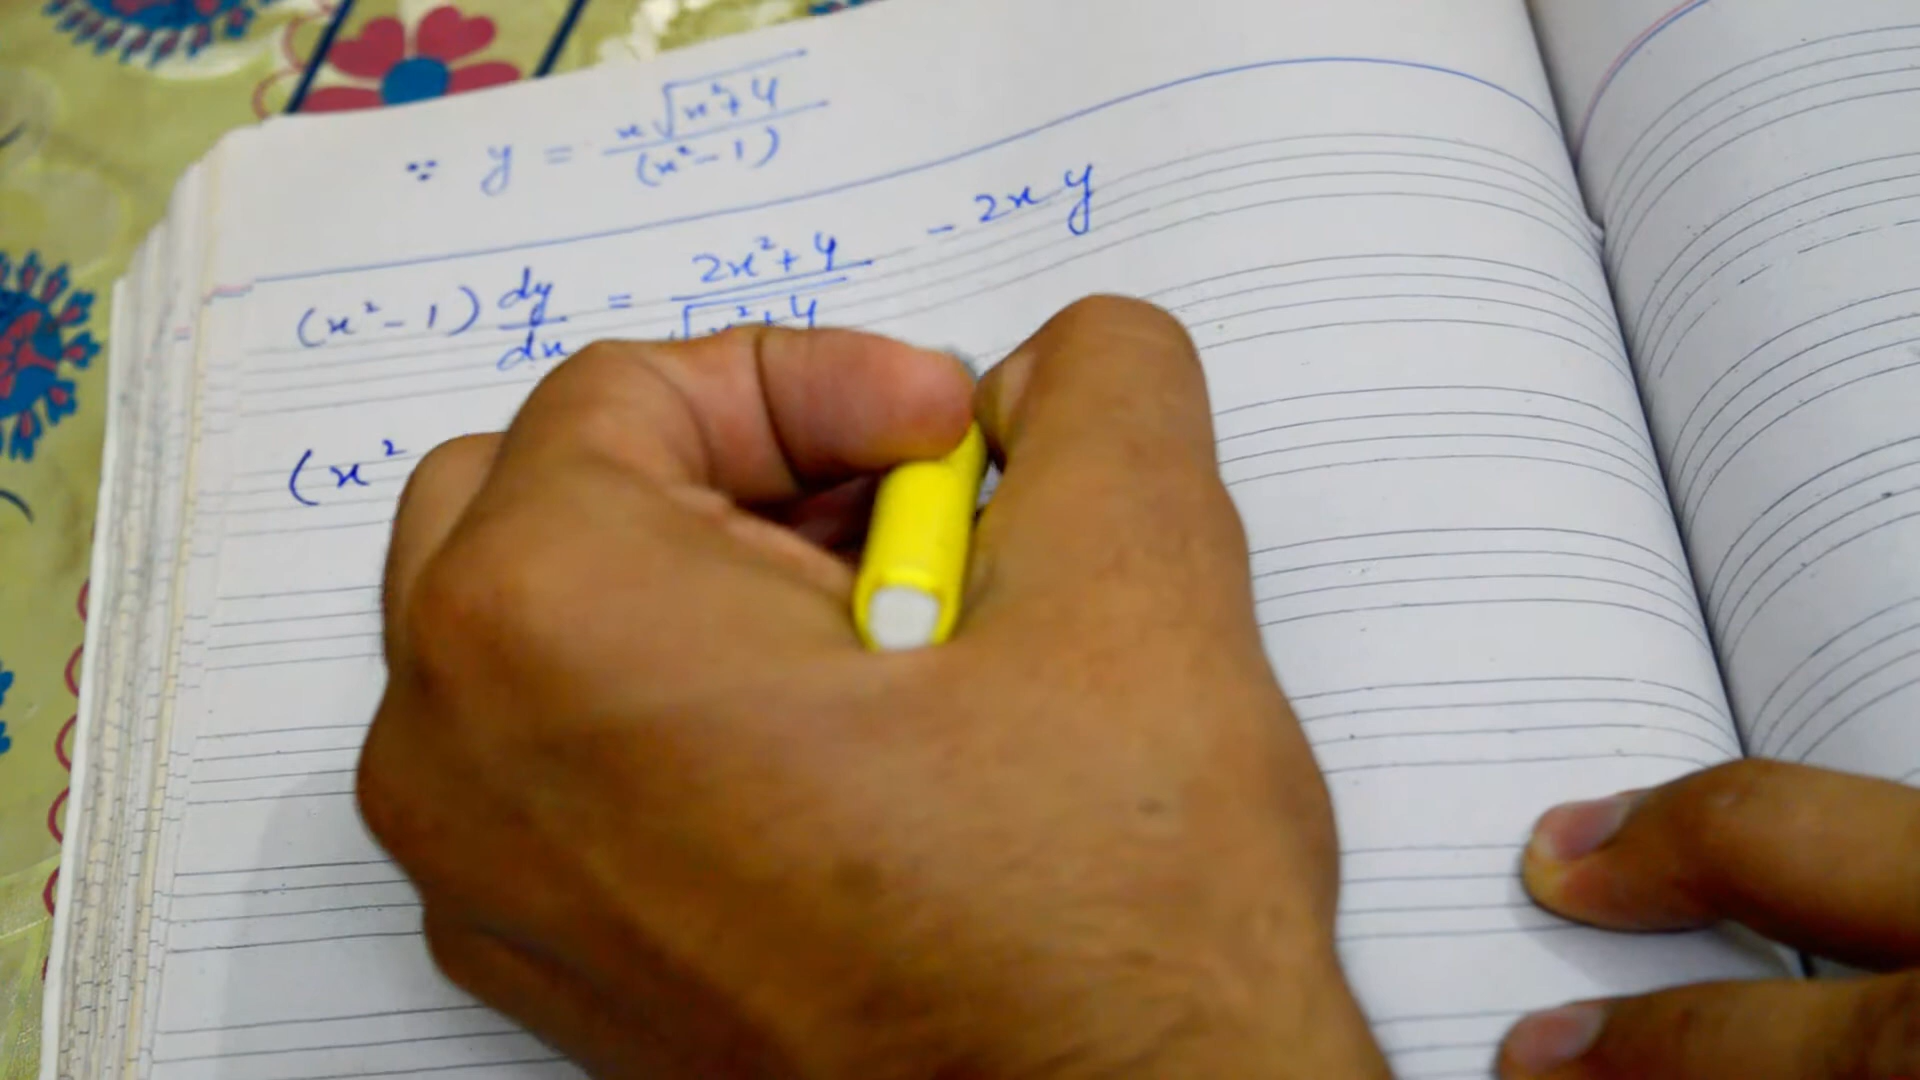 ∵ y = x√(x²+4) / (x²-1)
(x²-1) dy/dx = (2x²+4) / √(x²+4) - 2xy
(x²